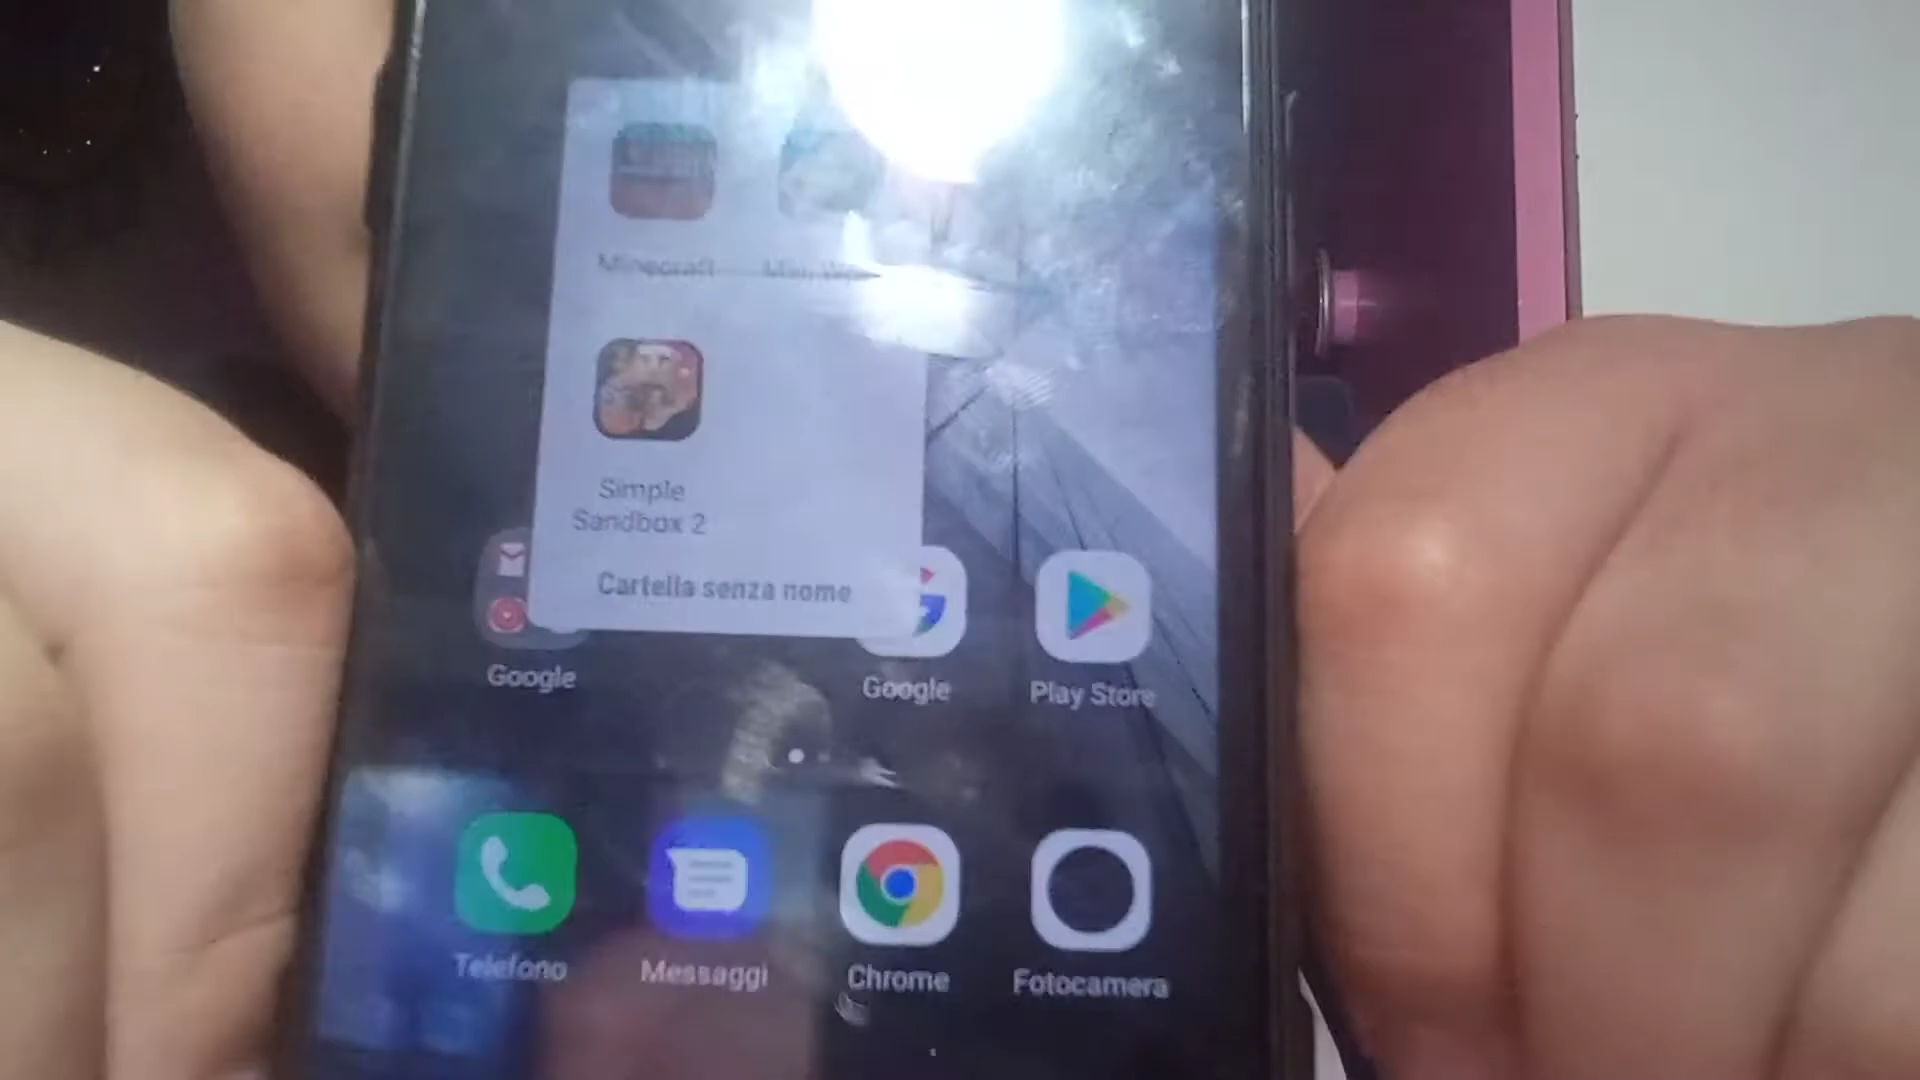 Minecraft
Simple
Sandbox 2
Cartella senza nome
Google
Google
Play Store
Telefono
Messaggi
Chrome
Fotocamera